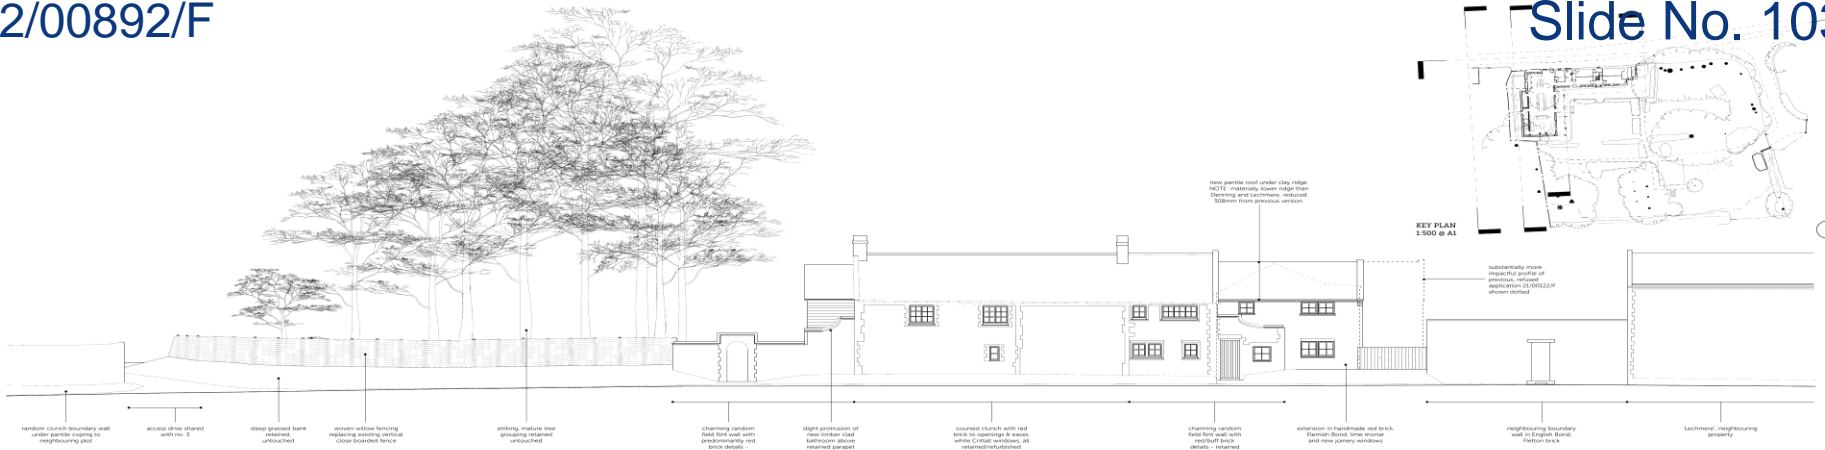 2/00892/F
Slide No. 103
new pantile roof under clay ridge.
NOTE' materially lower ridge than
Denning and Lechmere, reduced
308mm from previous version
KEY PLAN
1:500 @ A1
substantially more
impactful profile of
previous, refused
application 21/00122/F
shown dotted
random clunch boundary wall
under pantile coping to
neighbouring plot
access drive shared
with no. 3
steep grassed bank
retained,
untouched
woven willow fencing
replacing existing vertical
close boarded fence
striking, mature tree
grouping retained
untouched
charming random
field flint wall with
predominantly red
brick details –
slight protrusion of
new timber clad
bathroom above
retained parapet
coursed clunch with red
brick to openings & eaves
white Crittall windows, all
retained/refurbished
charming random
field flint wall with
red/buff brick
details – retained
extension in handmade red brick,
Flemish Bond, lime mortar
and new joinery windows
neighbouring boundary
wall in English Bond,
Fletton brick
'Lechmere', neighbouring
property